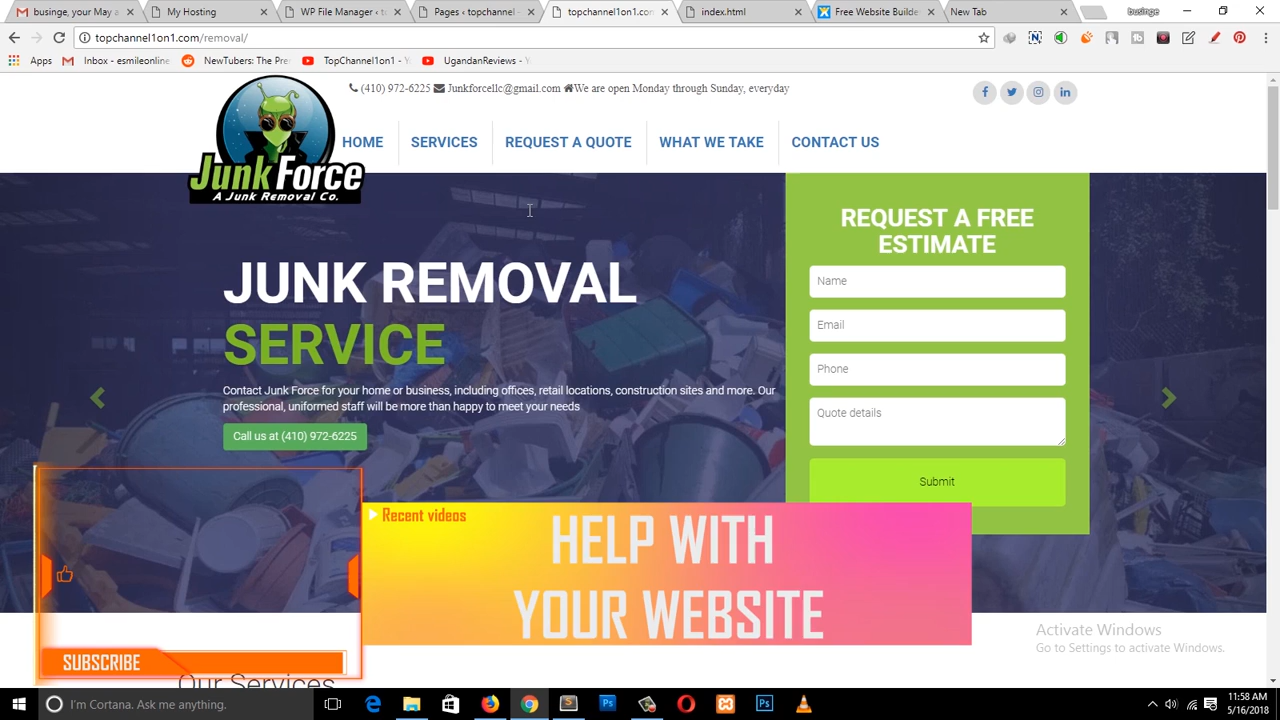 businge, your May a
My Hosting
WP File Manager ‹ to
Pages ‹ topchannel
topchannel1on1.com
index.html
Free Website Builder
New Tab
businge
topchannel1on1.com/removal/
Apps
Inbox - esmileonline
NewTubers: The Pre
TopChannel1on1 - Y
UgandanReviews - Y
(410) 972-6225 Junkforcellc@gmail.com We are open Monday through Sunday, everyday
JunkForce
A Junk Removal Co.
HOME
SERVICES
REQUEST A QUOTE
WHAT WE TAKE
CONTACT US
JUNK REMOVAL
SERVICE
Contact Junk Force for your home or business, including offices, retail locations, construction sites and more. Our
professional, uniformed staff will be more than happy to meet your needs
Call us at (410) 972-6225
REQUEST A FREE
ESTIMATE
Name
Email
Phone
Quote details
Submit
Recent videos
HELP WITH
YOUR WEBSITE
SUBSCRIBE
Our Services
Activate Windows
Go to Settings to activate Windows.
I'm Cortana. Ask me anything.
11:58 AM
5/16/2018